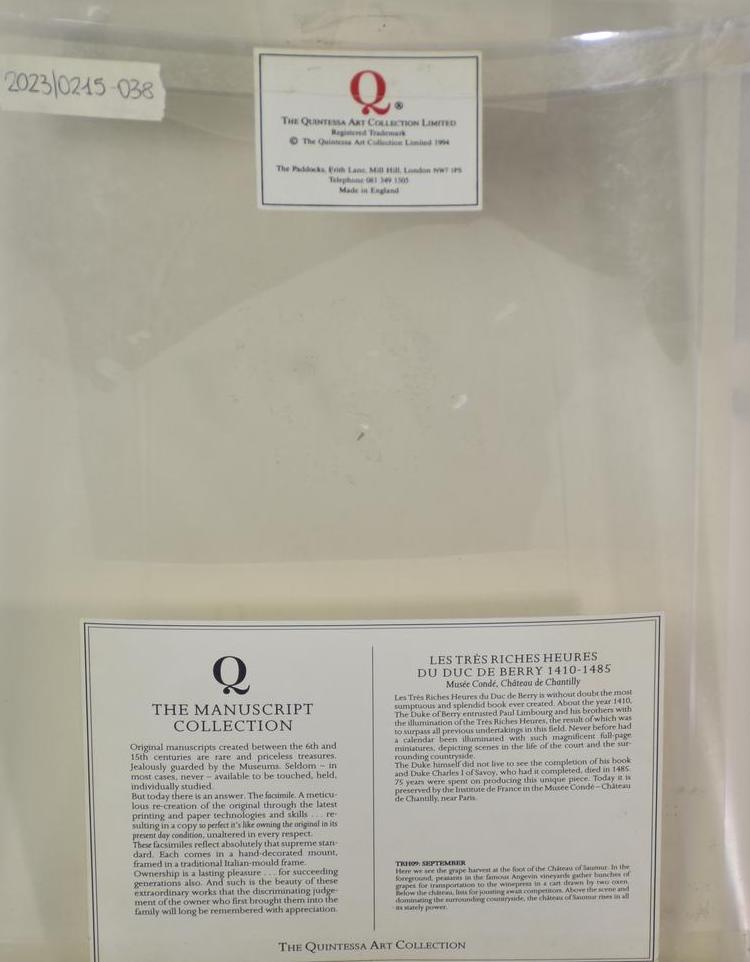 2023/0215-038
Q®
THE QUINTESSA ART COLLECTION LIMITED
Registered Trademark
© The Quintessa Art Collection Limited 1994
The Paddocks, Frith Lane, Mill Hill, London NW7 1PS
Telephone 081 349 1505
Made in England
Q
THE MANUSCRIPT
COLLECTION
Original manuscripts created between the 6th and
15th centuries are rare and priceless treasures.
Jealously guarded by the Museums. Seldom – in
most cases, never – available to be touched, held,
individually studied.
But today there is an answer. The facsimile. A meticu-
lous re-creation of the original through the latest
printing and paper technologies and skills . . . re-
sulting in a copy so perfect it's like owning the original in its
present day condition, unaltered in every respect.
These facsimiles reflect absolutely that supreme stan-
dard. Each comes in a hand-decorated mount,
framed in a traditional Italian-mould frame.
Ownership is a lasting pleasure . . . for succeeding
generations also. And such is the beauty of these
extraordinary works that the discriminating judge-
ment of the owner who first brought them into the
family will long be remembered with appreciation.
LES TRÈS RICHES HEURES
DU DUC DE BERRY 1410-1485
Musée Condé, Château de Chantilly
Les Très Riches Heures du Duc de Berry is without doubt the most
sumptuous and splendid book ever created. About the year 1410,
The Duke of Berry entrusted Paul Limbourg and his brothers with
the illumination of the Très Riches Heures, the result of which was
to surpass all previous undertakings in this field. Never before had
a calendar been illuminated with such magnificent full-page
miniatures, depicting scenes in the life of the court and the sur-
rounding countryside.
The Duke himself did not live to see the completion of his book
and Duke Charles I of Savoy, who had it completed, died in 1485.
75 years were spent on producing this unique piece. Today it is
preserved by the Institute de France in the Musée Condé – Château
de Chantilly, near Paris.
TRH09: SEPTEMBER
Here we see the grape harvest at the foot of the Château of Saumur. In the
foreground, peasants in the famous Angevin vineyards gather bunches of
grapes for transportation to the winepress in a cart drawn by two oxen.
Below the château, lists for jousting await competitors. Above the scene and
dominating the surrounding countryside, the château of Saumur rises in all
its stately power.
THE QUINTESSA ART COLLECTION